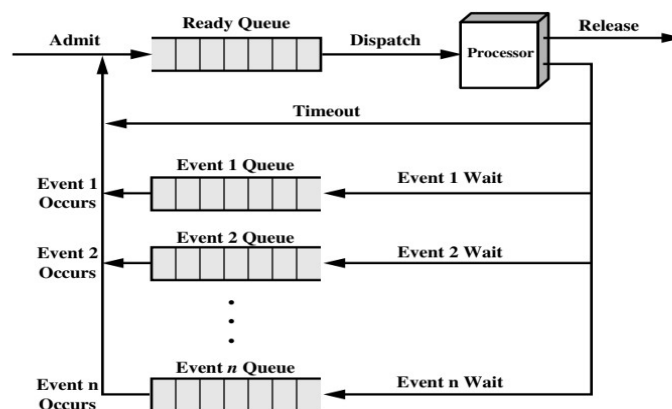 Ready Queue
Admit
Dispatch
Processor
Release
Timeout
Event 1 Queue
Event 1
Occurs
Event 1 Wait
Event 2 Queue
Event 2
Occurs
Event 2 Wait
Event n Queue
Event n
Occurs
Event n Wait